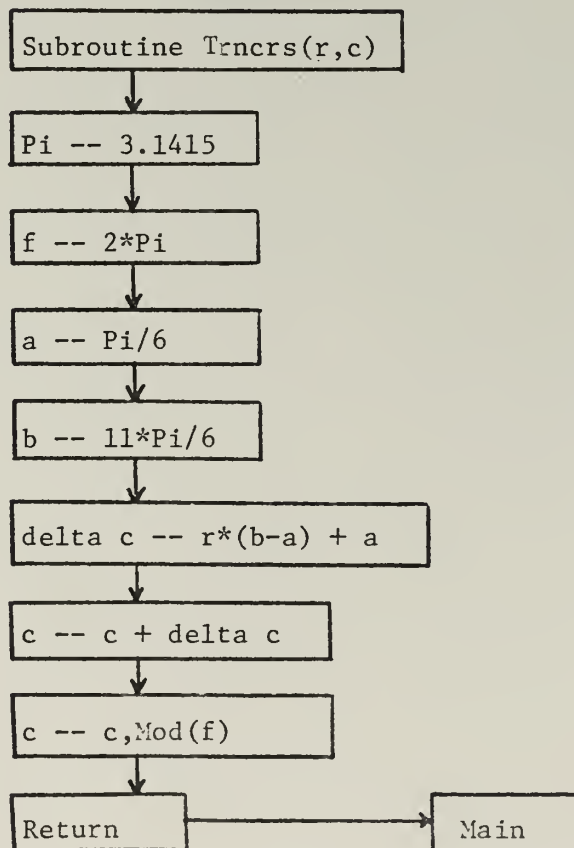 Subroutine Trncrs(r,c)
Pi -- 3.1415
f -- 2*Pi
a -- Pi/6
b -- 11*Pi/6
delta c -- r*(b-a) + a
c -- c + delta c
c -- c,Mod(f)
Return
Main